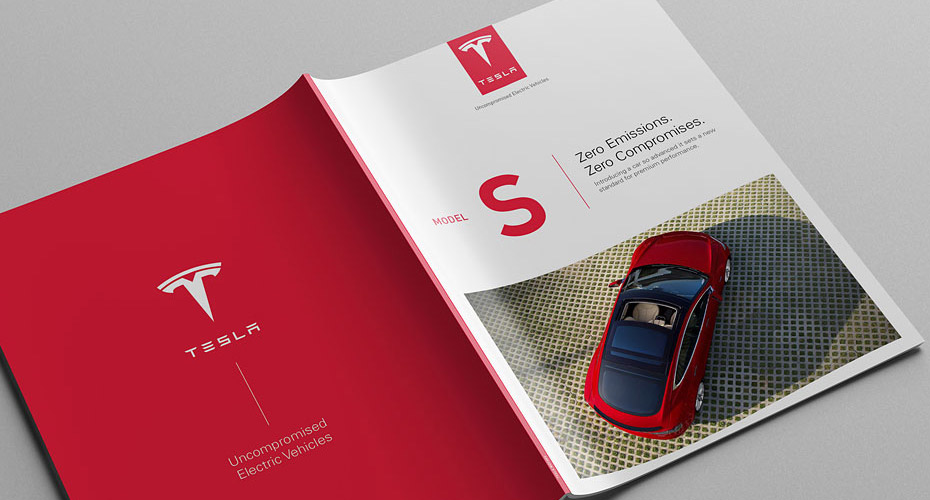 TESLA
Uncompromised
Electric Vehicles
TESLA
Uncompromised Electric Vehicles
MODEL S
Zero Emissions.
Zero Compromises.
Introducing a car so advanced it sets a new
standard for premium performance.